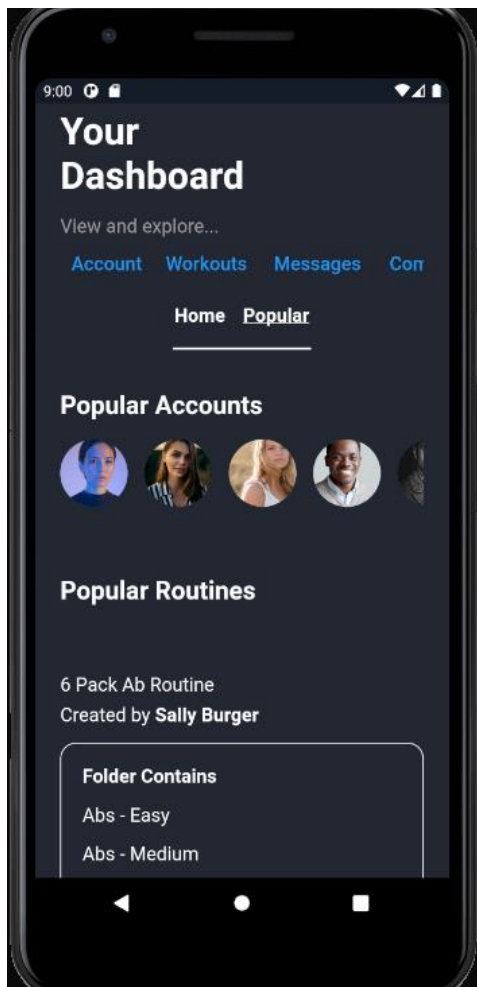 9:00
Your
Dashboard
View and explore...
Account Workouts Messages Com
Home Popular
Popular Accounts
Popular Routines
6 Pack Ab Routine
Created by Sally Burger
Folder Contains
Abs - Easy
Abs - Medium